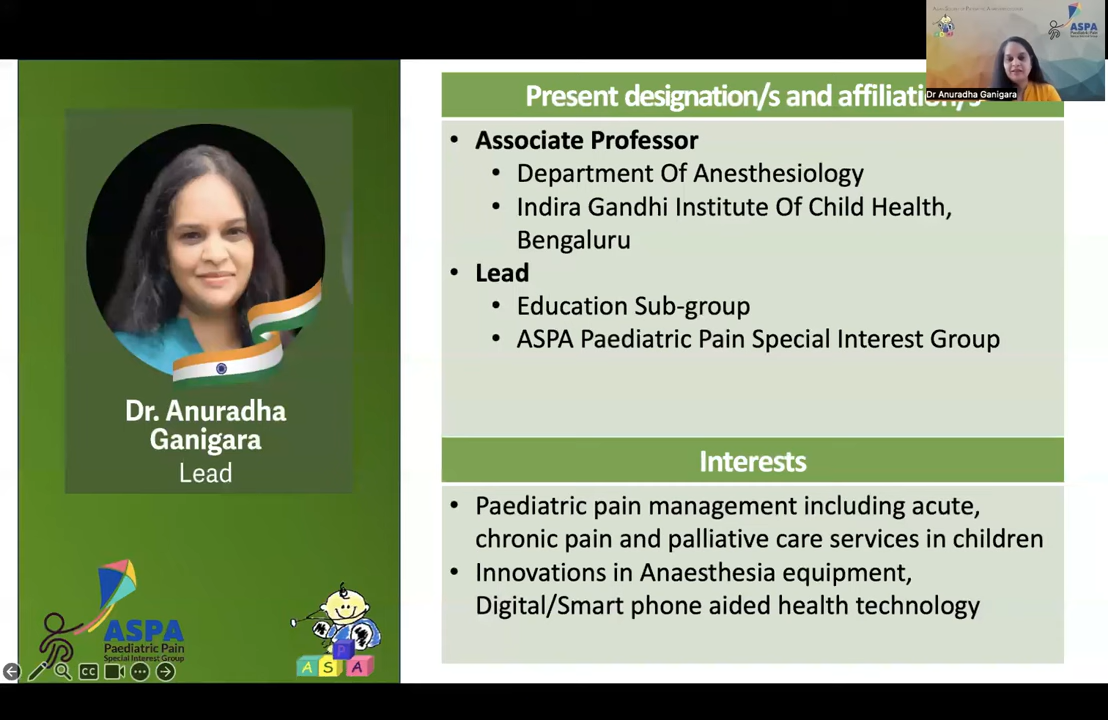 ASPA
Dr Anuradha Ganigara
Present designation/s and affiliation/s
• Associate Professor
• Department Of Anesthesiology
• Indira Gandhi Institute Of Child Health,
Bengaluru
• Lead
• Education Sub-group
• ASPA Paediatric Pain Special Interest Group
Dr. Anuradha
Ganigara
Lead
Interests
• Paediatric pain management including acute,
chronic pain and palliative care services in children
• Innovations in Anaesthesia equipment,
Digital/Smart phone aided health technology
ASPA
Paediatric Pain
Special Interest Group
P
A S A
CC